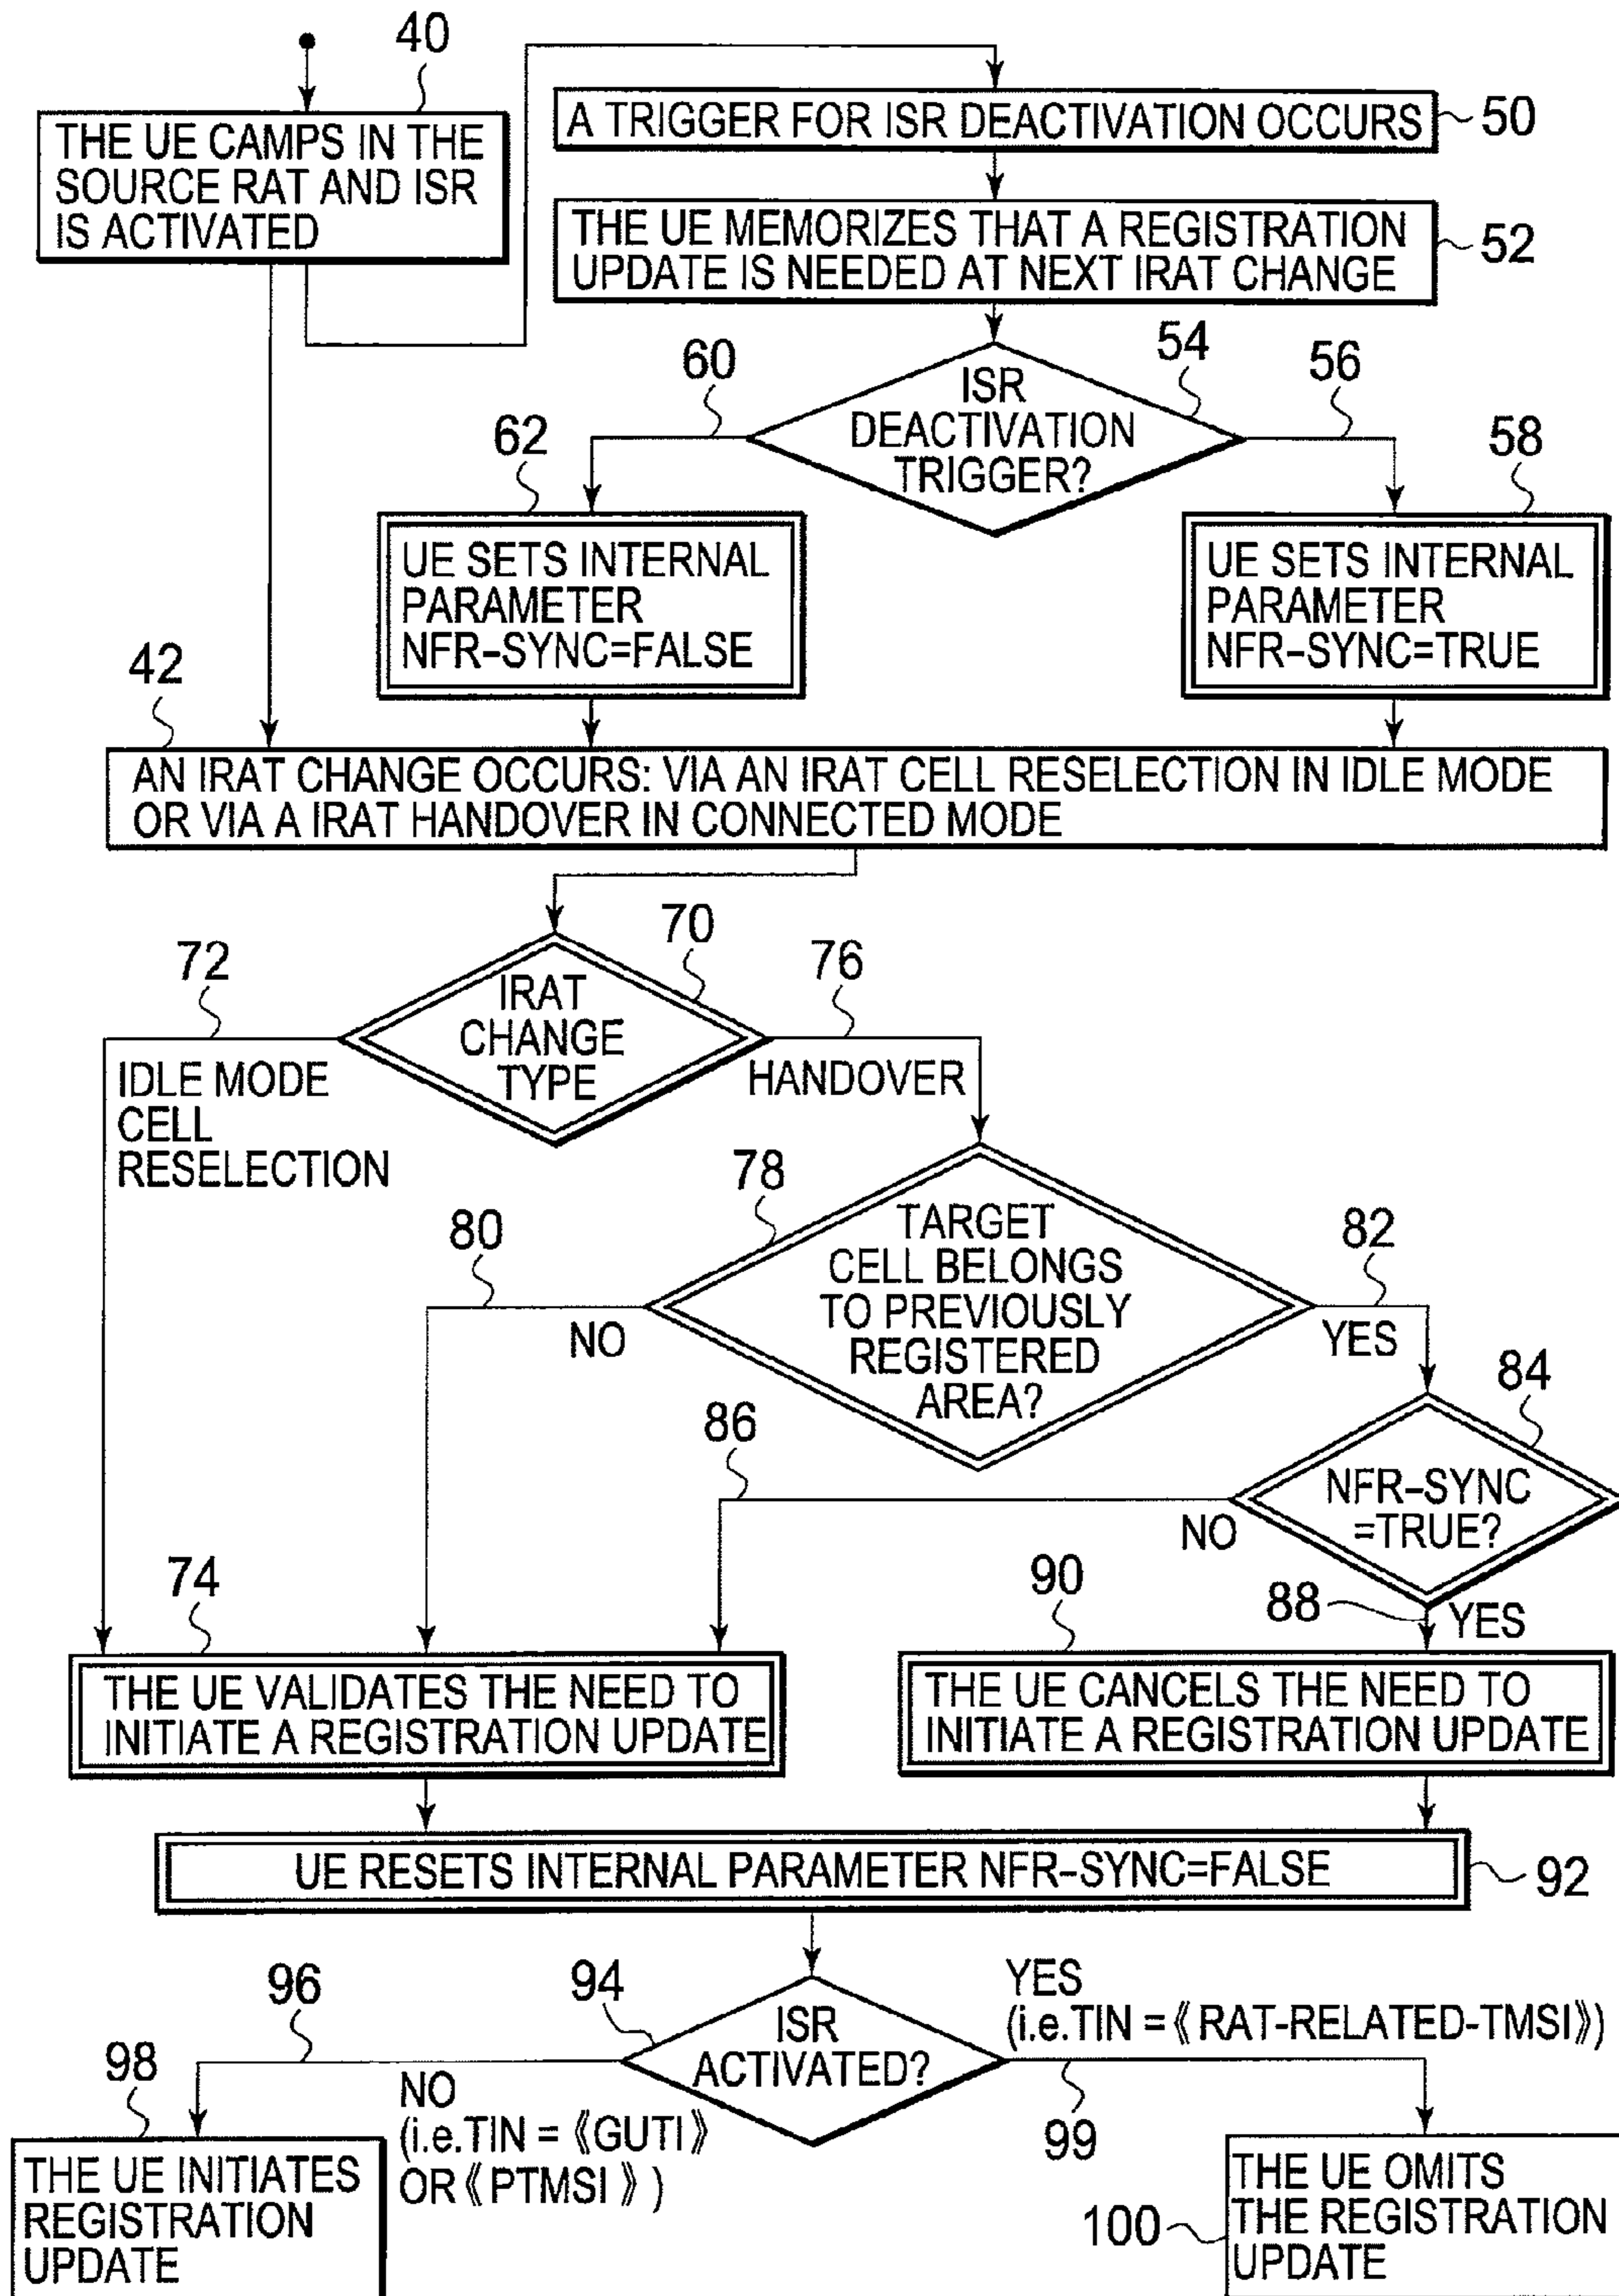 40
THE UE CAMPS IN THE
SOURCE RAT AND ISR
IS ACTIVATED
A TRIGGER FOR ISR DEACTIVATION OCCURS
50
THE UE MEMORIZES THAT A REGISTRATION
UPDATE IS NEEDED AT NEXT IRAT CHANGE
52
60
54
56
ISR
DEACTIVATION
TRIGGER?
62
58
UE SETS INTERNAL
PARAMETER
NFR-SYNC=FALSE
UE SETS INTERNAL
PARAMETER
NFR-SYNC=TRUE
42
AN IRAT CHANGE OCCURS: VIA AN IRAT CELL RESELECTION IN IDLE MODE
OR VIA A IRAT HANDOVER IN CONNECTED MODE
72
70
76
IRAT
CHANGE
TYPE
IDLE MODE
CELL
RESELECTION
HANDOVER
78
80
82
TARGET
CELL BELONGS
TO PREVIOUSLY
REGISTERED
AREA?
NO
YES
84
86
NFR-SYNC
=TRUE?
NO
88
YES
74
90
THE UE VALIDATES THE NEED TO
INITIATE A REGISTRATION UPDATE
THE UE CANCELS THE NEED TO
INITIATE A REGISTRATION UPDATE
UE RESETS INTERNAL PARAMETER NFR-SYNC=FALSE
92
96
94
ISR
ACTIVATED?
YES
(i.e.TIN =《RAT-RELATED-TMSI》)
98
NO
(i.e.TIN =《GUTI》
OR《PTMSI》)
99
THE UE INITIATES
REGISTRATION
UPDATE
100
THE UE OMITS
THE REGISTRATION
UPDATE